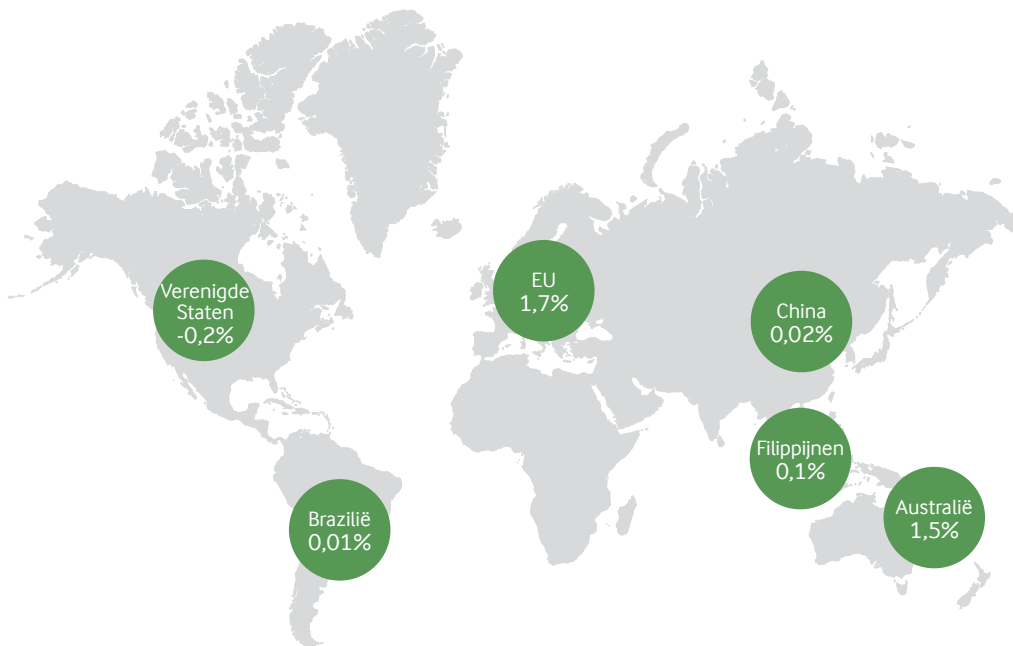 EU
1,7%
Verenigde
Staten
-0,2%
China
0,02%
Filippijnen
0,1%
Brazilië
0,01%
Australië
1,5%